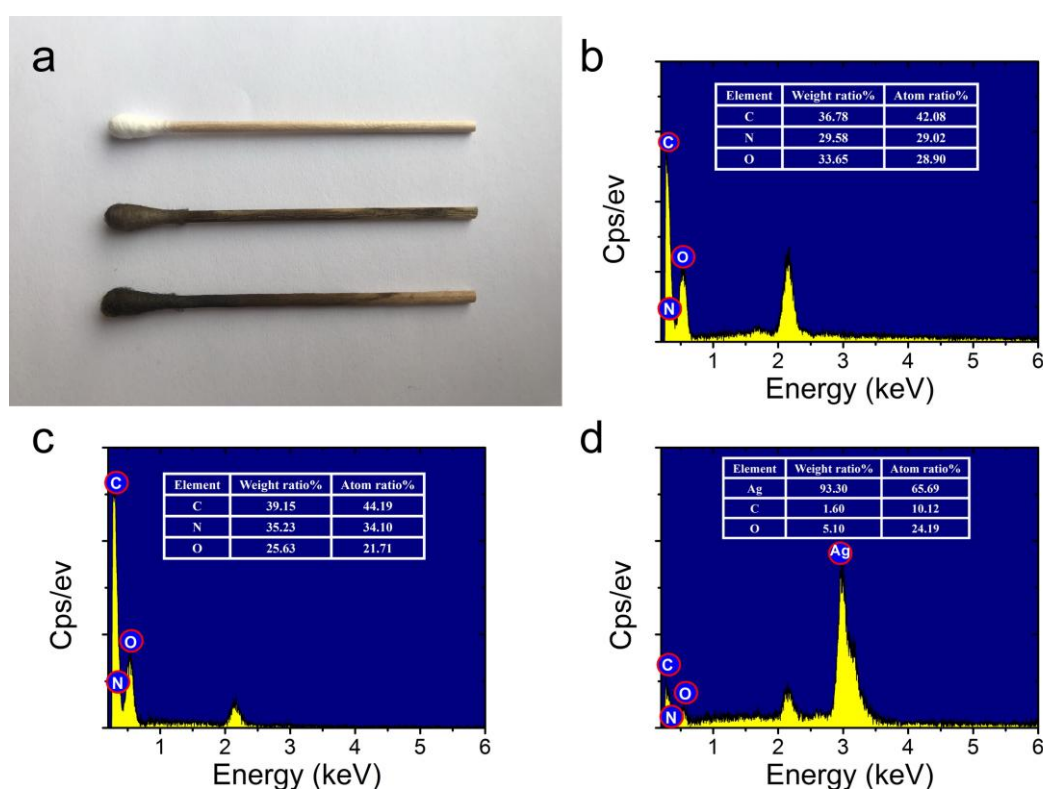 a
b
Element Weight ratio% Atom ratio%
C 36.78 42.08
N 29.58 29.02
O 33.65 28.90
C
O
N
Cps/ev
1 2 3 4 5 6
Energy (keV)
c
Element Weight ratio% Atom ratio%
C 39.15 44.19
N 35.23 34.10
O 25.63 21.71
C
O
N
Cps/ev
1 2 3 4 5 6
Energy (keV)
d
Element Weight ratio% Atom ratio%
Ag 93.30 65.69
C 1.60 10.12
O 5.10 24.19
Ag
C
O
N
Cps/ev
1 2 3 4 5 6
Energy (keV)